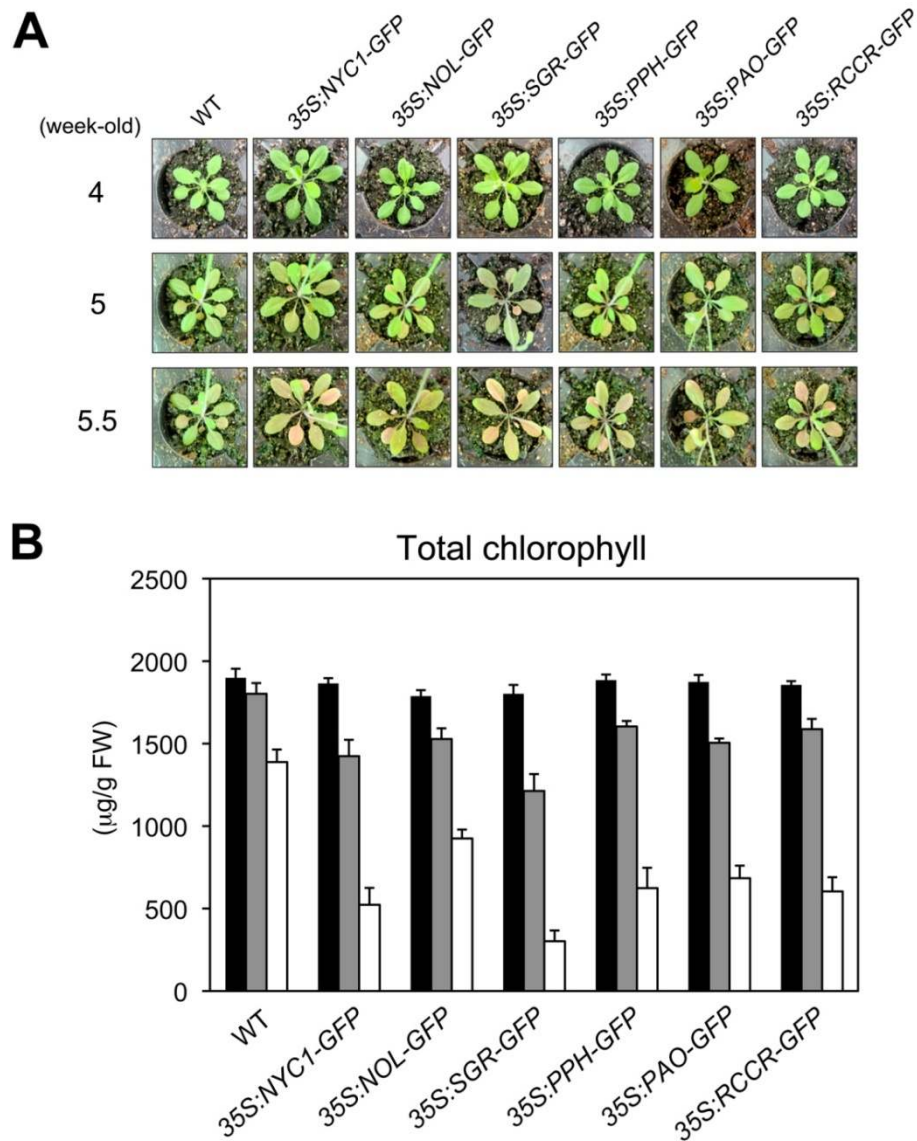 A
WT
35S;NYC1-GFP
35S:NOL-GFP
35S:SGR-GFP
35S:PPH-GFP
35S:PAO-GFP
35S:RCCR-GFP
(week-old)
4
5
5.5
B
Total chlorophyll
2500
2000
1500
1000
500
0
(µg/g FW)
WT
35S:NYC1-GFP
35S:NOL-GFP
35S:SGR-GFP
35S:PPH-GFP
35S:PAO-GFP
35S:RCCR-GFP